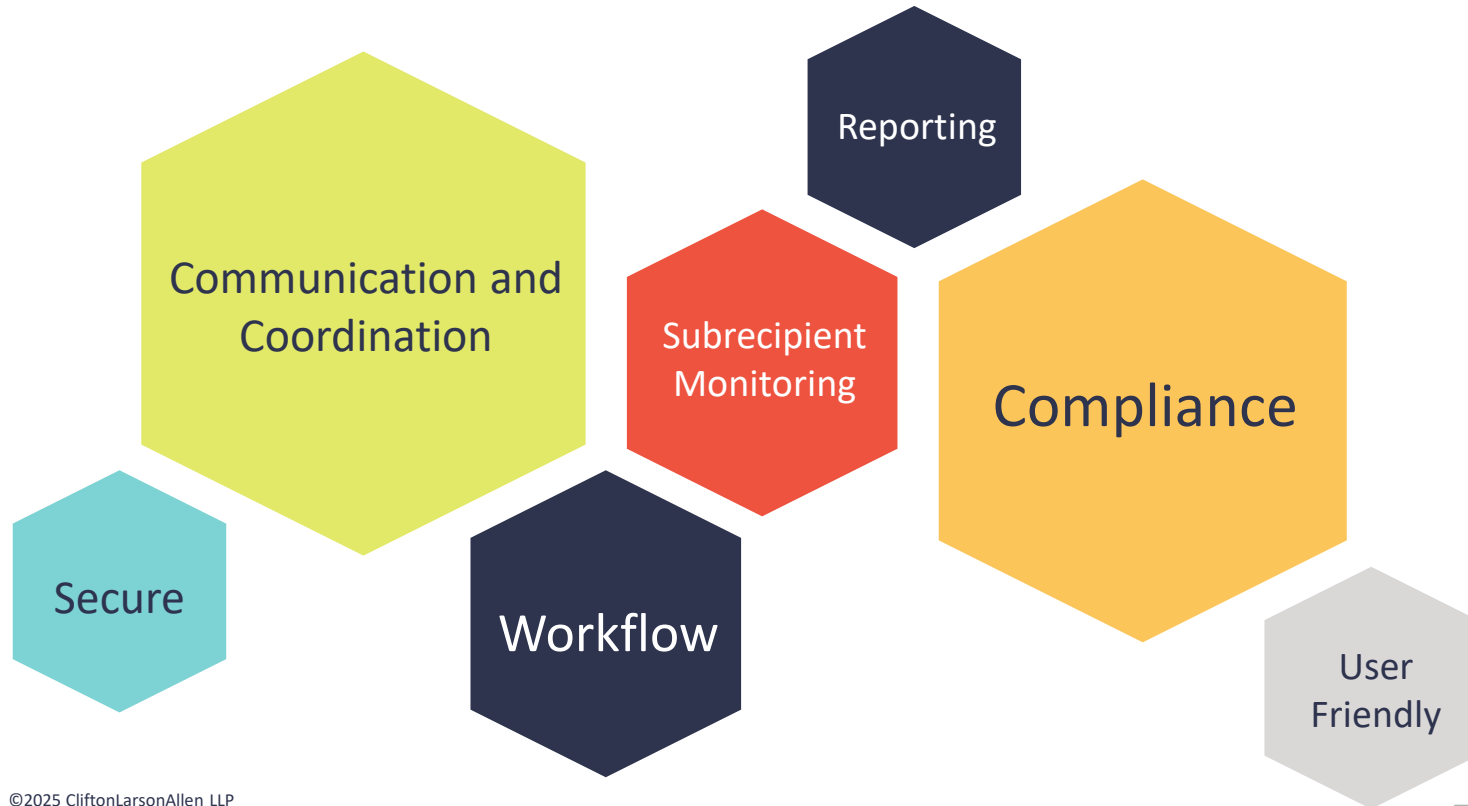 Reporting
Communication and
Coordination
Subrecipient
Monitoring
Compliance
Secure
Workflow
User
Friendly
©2025 CliftonLarsonAllen LLP